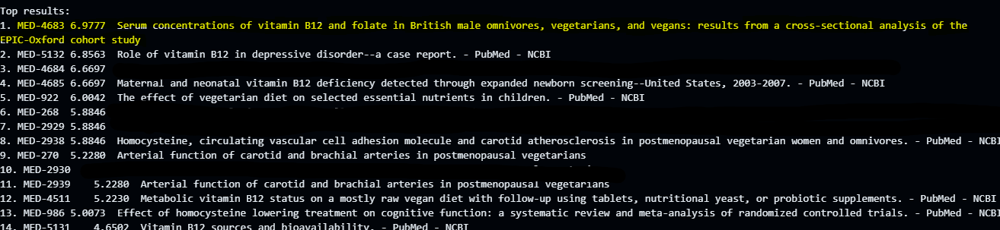 Top results:
1. MED-4683 6.9777 Serum concentrations of vitamin B12 and folate in British male omnivores, vegetarians, and vegans: results from a cross-sectional analysis of the
EPIC-Oxford cohort study
2. MED-5132 6.8563 Role of vitamin B12 in depressive disorder--a case report. - PubMed - NCBI
3. MED-4684 6.6697
4. MED-4685 6.6697 Maternal and neonatal vitamin B12 deficiency detected through expanded newborn screening--United States, 2003-2007. - PubMed - NCBI
5. MED-922 6.0042 The effect of vegetarian diet on selected essential nutrients in children. - PubMed - NCBI
6. MED-268 5.8846
7. MED-2929 5.8846
8. MED-2938 5.8846 Homocysteine, circulating vascular cell adhesion molecule and carotid atherosclerosis in postmenopausal vegetarian women and omnivores. - PubMed - NCBI
9. MED-270 5.2280 Arterial function of carotid and brachial arteries in postmenopausal vegetarians
10. MED-2930
11. MED-2939 5.2280 Arterial function of carotid and brachial arteries in postmenopausal vegetarians
12. MED-4511 5.2230 Metabolic vitamin B12 status on a mostly raw vegan diet with follow-up using tablets, nutritional yeast, or probiotic supplements. - PubMed - NCBI
13. MED-986 5.0073 Effect of homocysteine lowering treatment on cognitive function: a systematic review and meta-analysis of randomized controlled trials. - PubMed - NCBI
14. MED-5131 4.6502 Vitamin B12 sources and bioavailability. - PubMed - NCBI